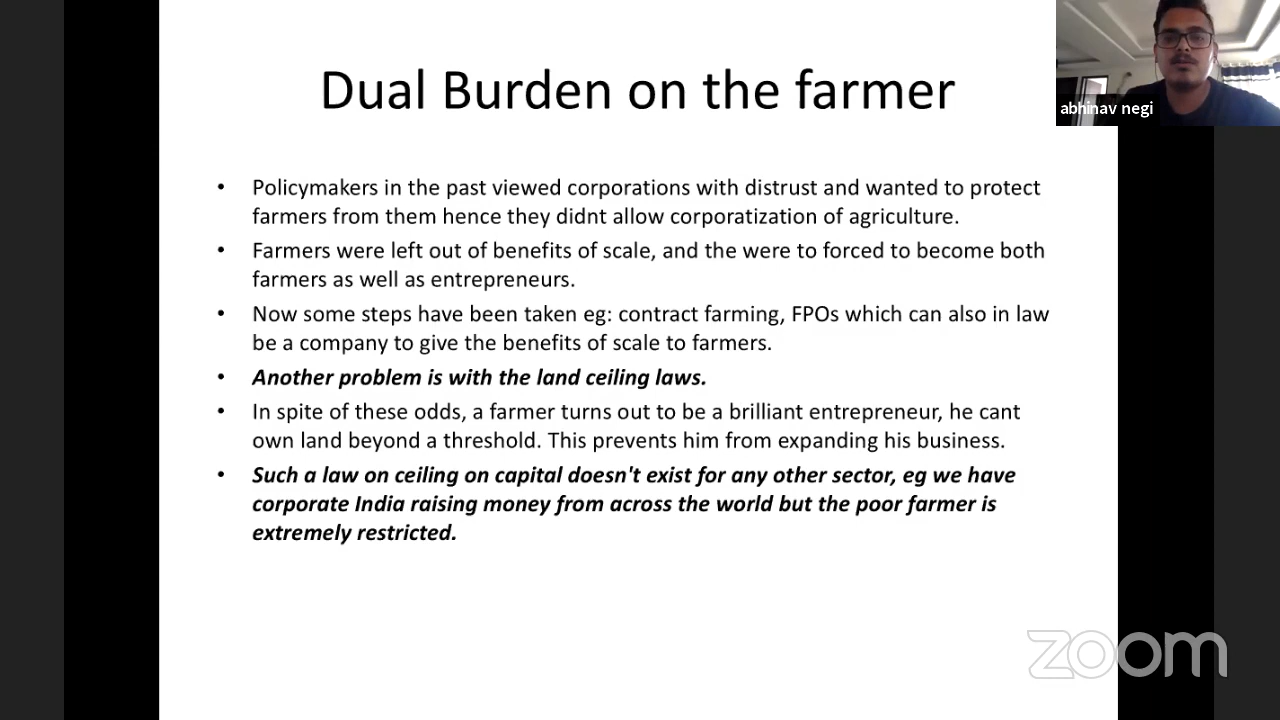 Dual Burden on the farmer
abhinav negi
• Policymakers in the past viewed corporations with distrust and wanted to protect
farmers from them hence they didnt allow corporatization of agriculture.
• Farmers were left out of benefits of scale, and the were to forced to become both
farmers as well as entrepreneurs.
• Now some steps have been taken eg: contract farming, FPOs which can also in law
be a company to give the benefits of scale to farmers.
• Another problem is with the land ceiling laws.
• In spite of these odds, a farmer turns out to be a brilliant entrepreneur, he cant
own land beyond a threshold. This prevents him from expanding his business.
• Such a law on ceiling on capital doesn't exist for any other sector, eg we have
corporate India raising money from across the world but the poor farmer is
extremely restricted.
zoom